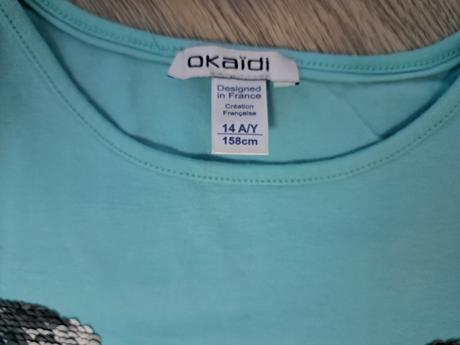 okaïdi
Designed
in France
Création
Française
14 A/Y
158cm